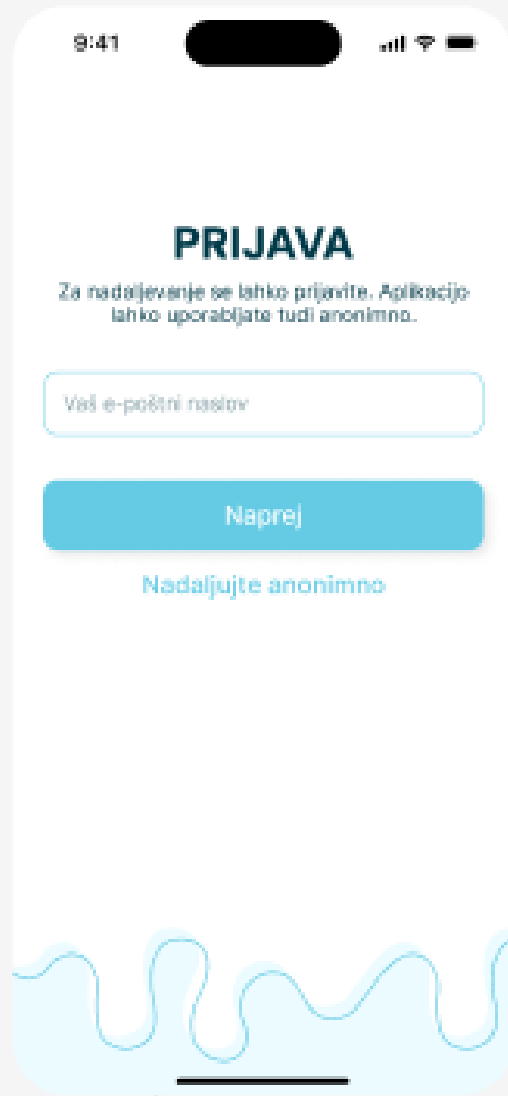 9:41
PRIJAVA
Za nadaljevanje se lahko prijavite. Aplikacijo
lahko uporabljate tudi anonimno.
Vaš e-poštni naslov
Naprej
Nadaljujte anonimno